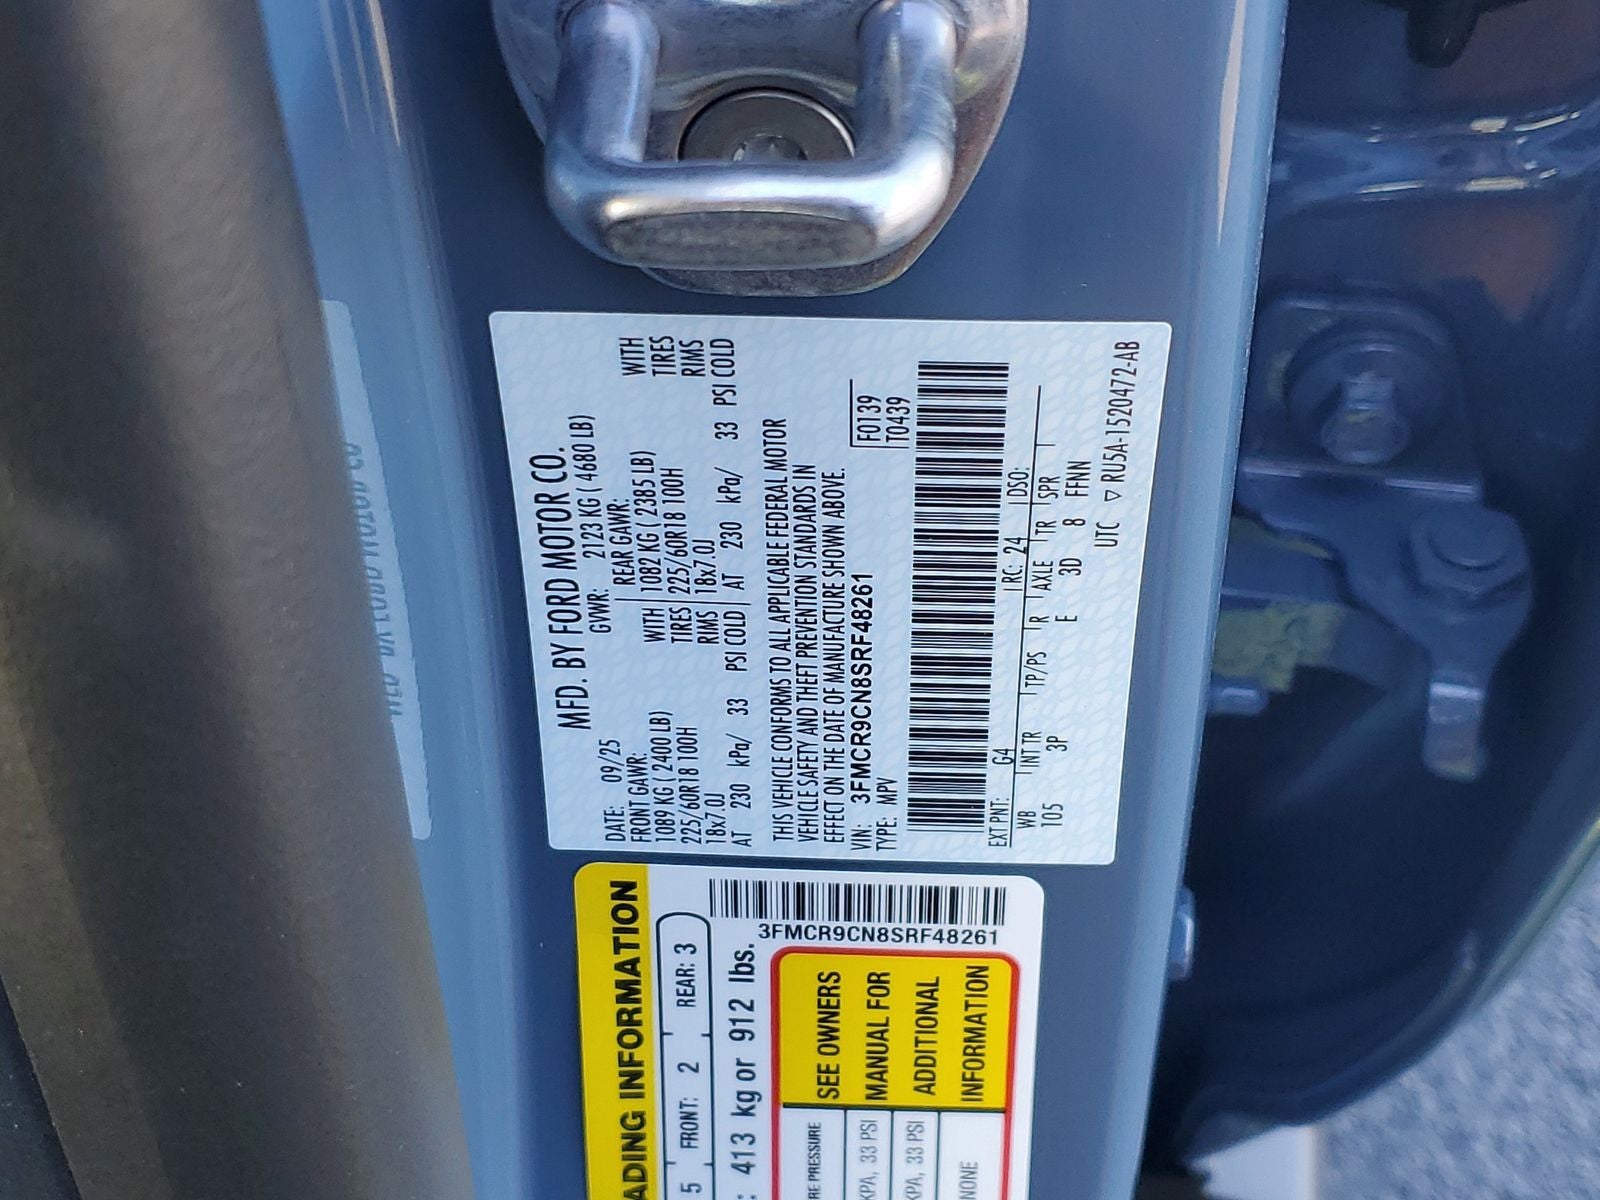 MFD. BY FORD MOTOR CO.
DATE: 09/25 GVWR: 2123 KG ( 4680 LB)
FRONT GAWR: REAR GAWR:
1089 KG ( 2400 LB) WITH 1082 KG ( 2385 LB) WITH
225/60R18 100H TIRES 225/60R18 100H TIRES
18x7.0J RIMS 18x7.0J RIMS
AT 230 kPa/ 33 PSI COLD AT 230 kPa/ 33 PSI COLD
THIS VEHICLE CONFORMS TO ALL APPLICABLE FEDERAL MOTOR
VEHICLE SAFETY AND THEFT PREVENTION STANDARDS IN
EFFECT ON THE DATE OF MANUFACTURE SHOWN ABOVE.
VIN: 3FMCR9CN8SRF48261
TYPE: MPV
F0139
T0439
EXT PNT: G4 RC: 24 DSO:
WB INT TR TP/PS R AXLE TR SPR
105 3P E 3D 8 FFNN
UTC ▽ RU5A-1520472-AB
ADING INFORMATION
5 FRONT: 2 REAR: 3
: 413 kg or 912 lbs.
3FMCR9CN8SRF48261
RE PRESSURE
KPA, 33 PSI
KPA, 33 PSI
NONE
SEE OWNERS
MANUAL FOR
ADDITIONAL
INFORMATION